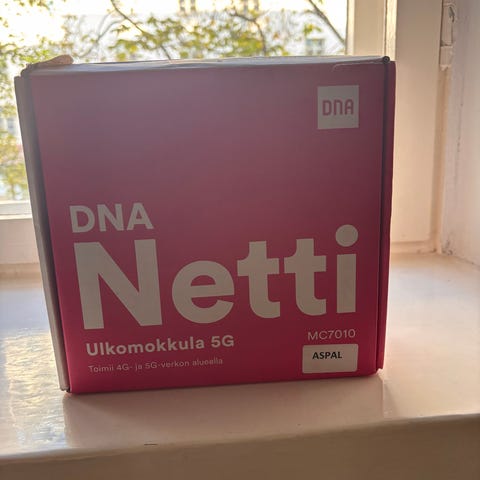 DNA
DNA
Netti
Ulkomokkula 5G
MC7010
Toimii 4G- ja 5G-verkon alueella
ASPAL